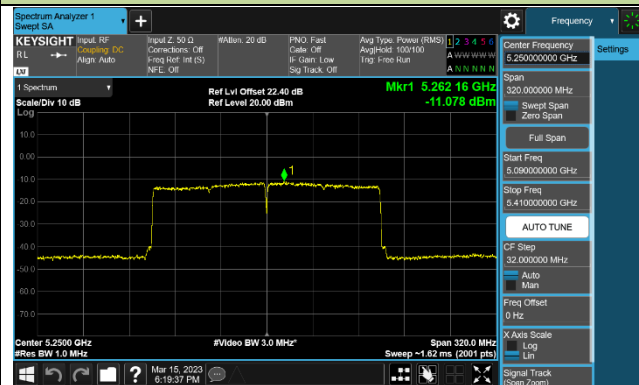 Spectrum Analyzer 1
Swept SA
Frequency
KEYSIGHT
RL
LXI
Input: RF
Coupling: DC
Align: Auto
Input Z: 50 Ω
Corrections: Off
Freq Ref: Int (S)
NFE: Off
#Atten: 20 dB
PNO: Fast
Gate: Off
IF Gain: Low
Sig Track: Off
Avg Type: Power (RMS)
Avg|Hold: 100/100
Trig: Free Run
1 2 3 4 5 6
A W W W W W
A N N N N N
1 Spectrum
Scale/Div 10 dB
Log
Ref Lvl Offset 22.40 dB
Ref Level 20.00 dBm
Mkr1 5.262 16 GHz
-11.078 dBm
10.0
0.00
-10.0
-20.0
-30.0
-40.0
-50.0
-60.0
-70.0
1
Center 5.2500 GHz
#Res BW 1.0 MHz
#Video BW 3.0 MHz*
Span 320.0 MHz
Sweep ~1.62 ms (2001 pts)
Center Frequency
5.250000000 GHz
Settings
Span
320.000000 MHz
Swept Span
Zero Span
Full Span
Start Freq
5.090000000 GHz
Stop Freq
5.410000000 GHz
AUTO TUNE
CF Step
32.000000 MHz
Auto
Man
Freq Offset
0 Hz
X Axis Scale
Log
Lin
Signal Track
(Span Zoom)
Mar 15, 2023
6:19:37 PM